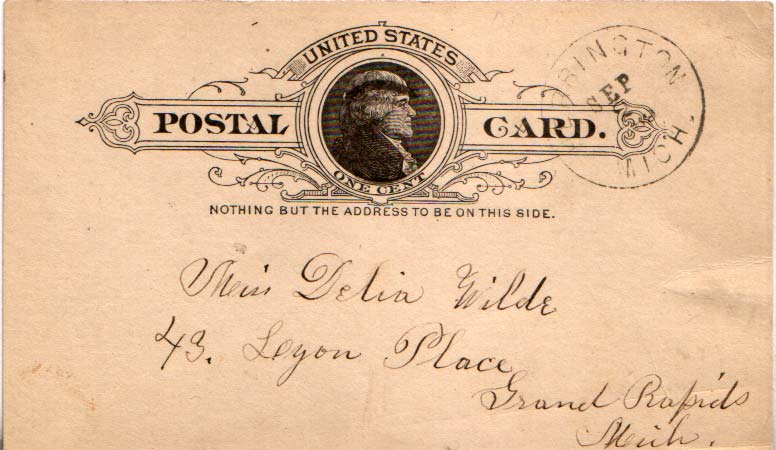 UNITED STATES
POSTAL CARD.
ONE CENT
NOTHING BUT THE ADDRESS TO BE ON THIS SIDE.
SEP
MICH.
Miss Delia Wilde
43. Leyon Place
Grand Rapids
Mich.